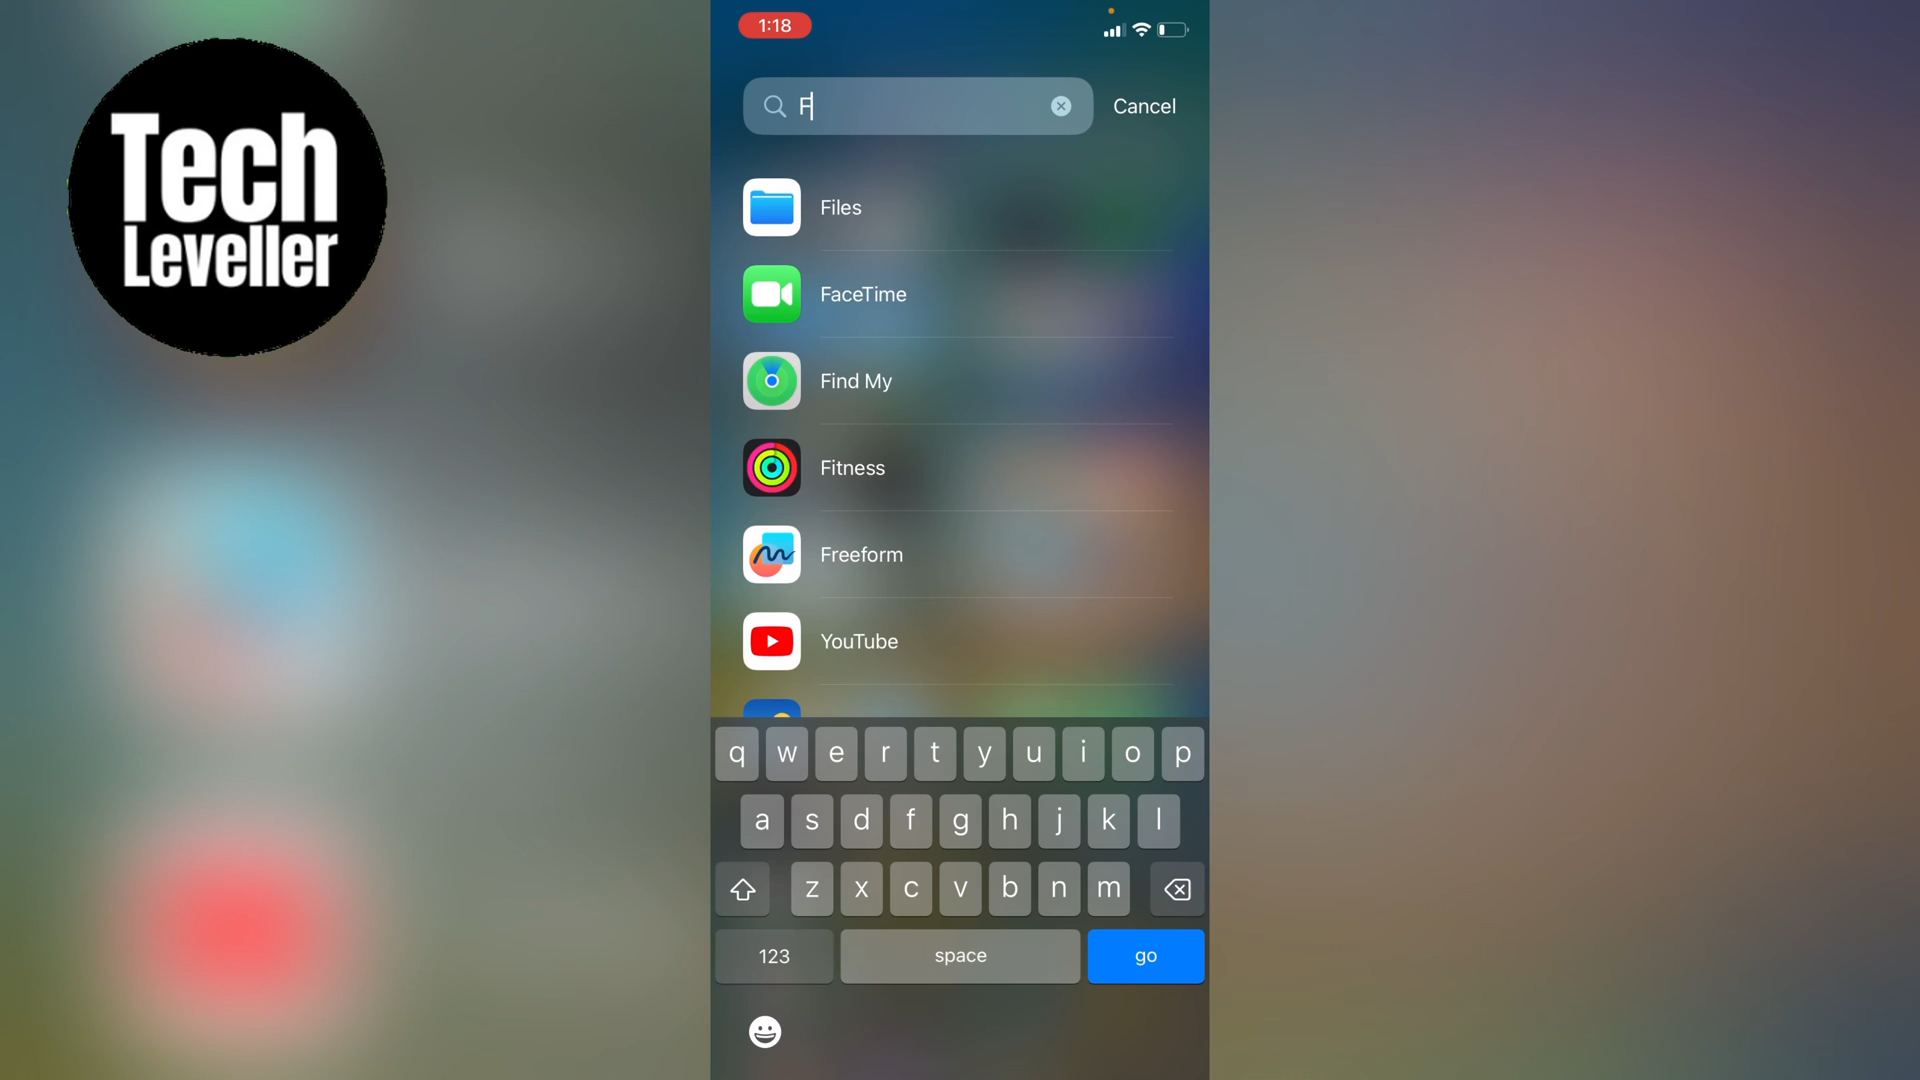 Tech
Leveller
1:18
F
Cancel
Files
FaceTime
Find My
Fitness
Freeform
YouTube
q w e r t y u i o p
a s d f g h j k l
z x c v b n m
123 space go